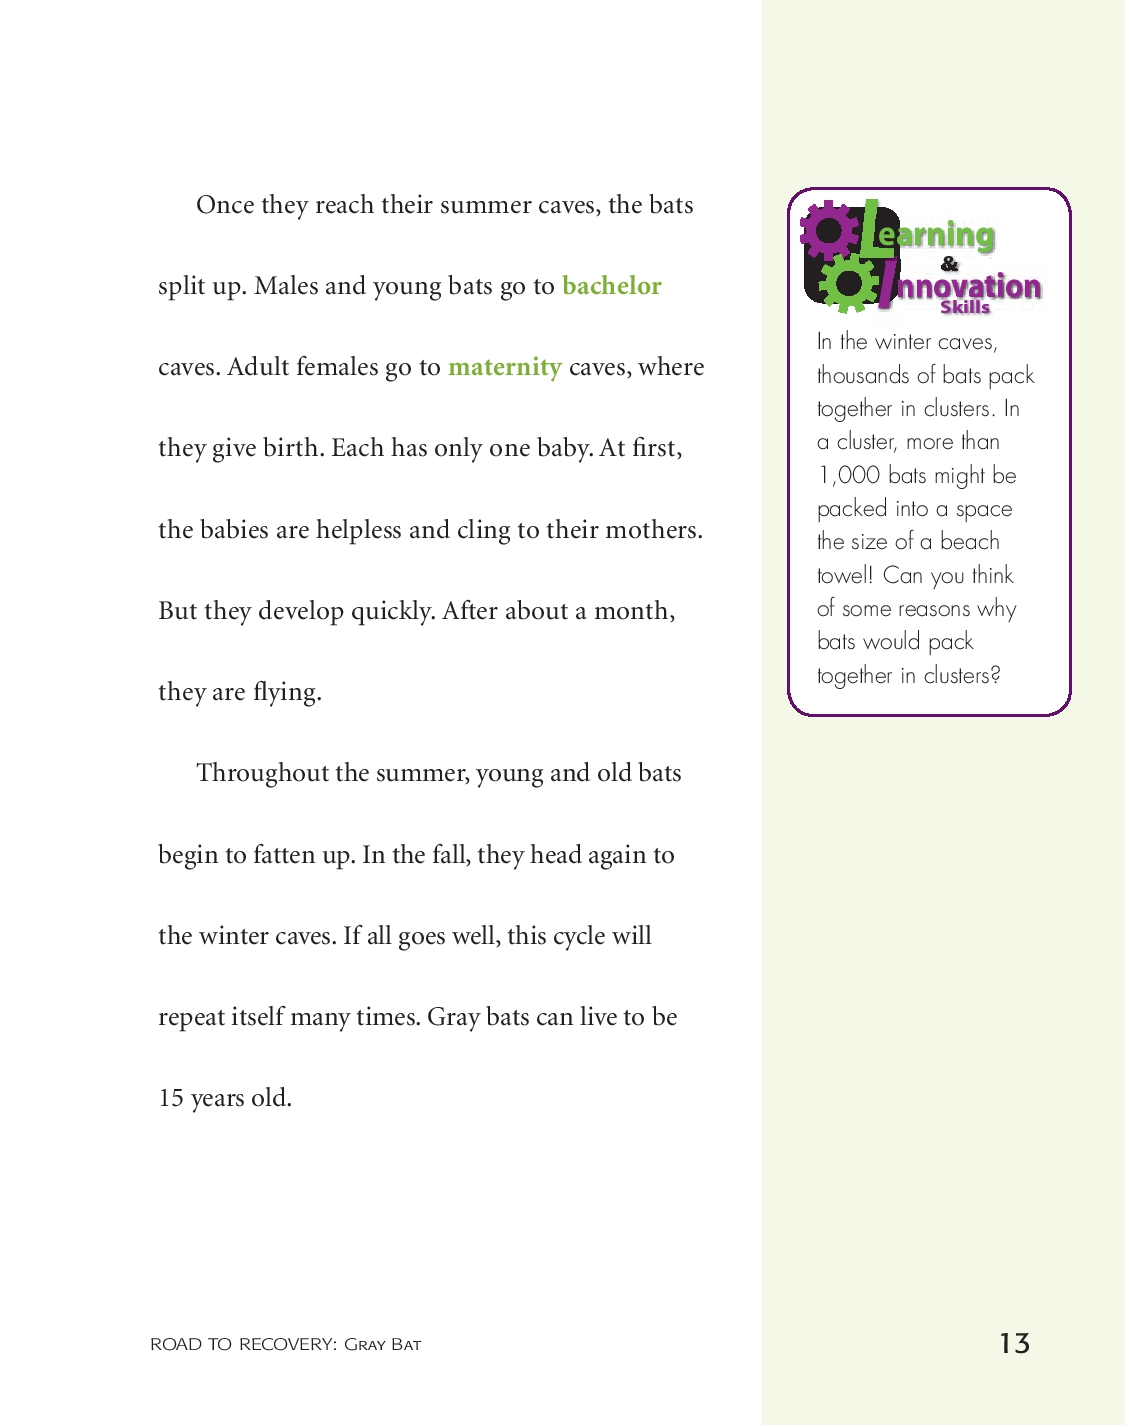 Once they reach their summer caves, the bats
split up. Males and young bats go to bachelor
caves. Adult females go to maternity caves, where
they give birth. Each has only one baby. At first,
the babies are helpless and cling to their mothers.
But they develop quickly. After about a month,
they are flying.
Throughout the summer, young and old bats
begin to fatten up. In the fall, they head again to
the winter caves. If all goes well, this cycle will
repeat itself many times. Gray bats can live to be
15 years old.
Learning
&
Innovation
Skills
In the winter caves,
thousands of bats pack
together in clusters. In
a cluster, more than
1,000 bats might be
packed into a space
the size of a beach
towel! Can you think
of some reasons why
bats would pack
together in clusters?
ROAD TO RECOVERY: Gray Bat
13